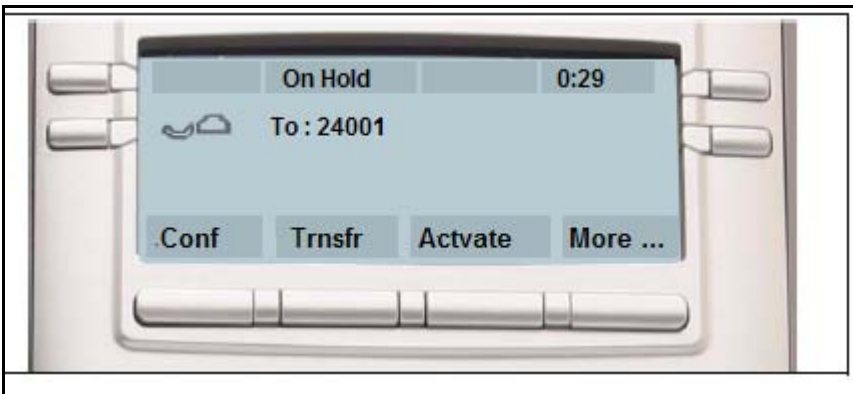 On Hold 0:29
To : 24001
.Conf Trnsfr Actvate More ...